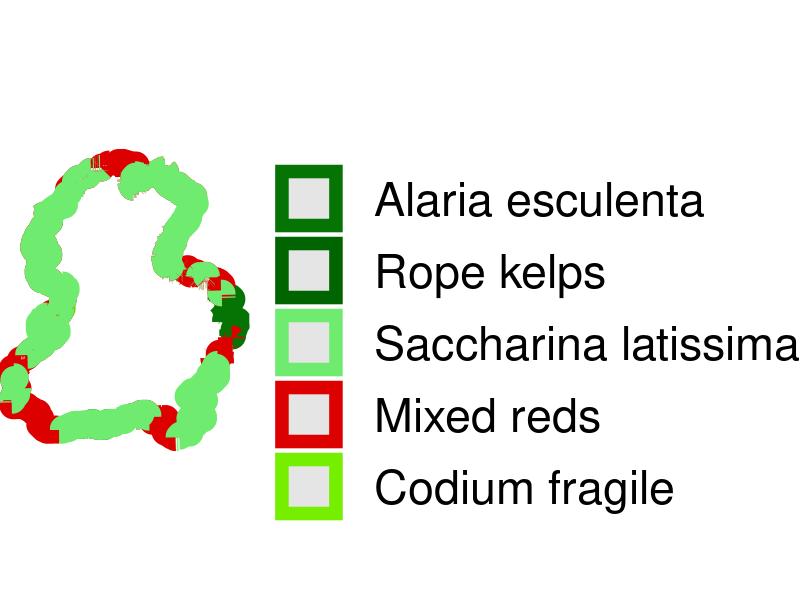 Alaria esculenta
Rope kelps
Saccharina latissima
Mixed reds
Codium fragile